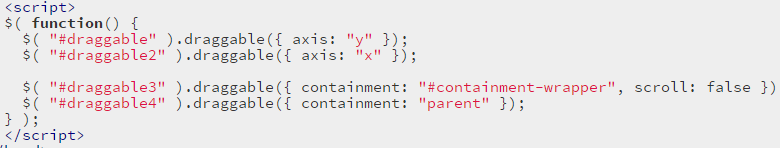 <script>
$( function() {
  $( "#draggable" ).draggable({ axis: "y" });
  $( "#draggable2" ).draggable({ axis: "x" });

  $( "#draggable3" ).draggable({ containment: "#containment-wrapper", scroll: false })
  $( "#draggable4" ).draggable({ containment: "parent" });
} );
</script>